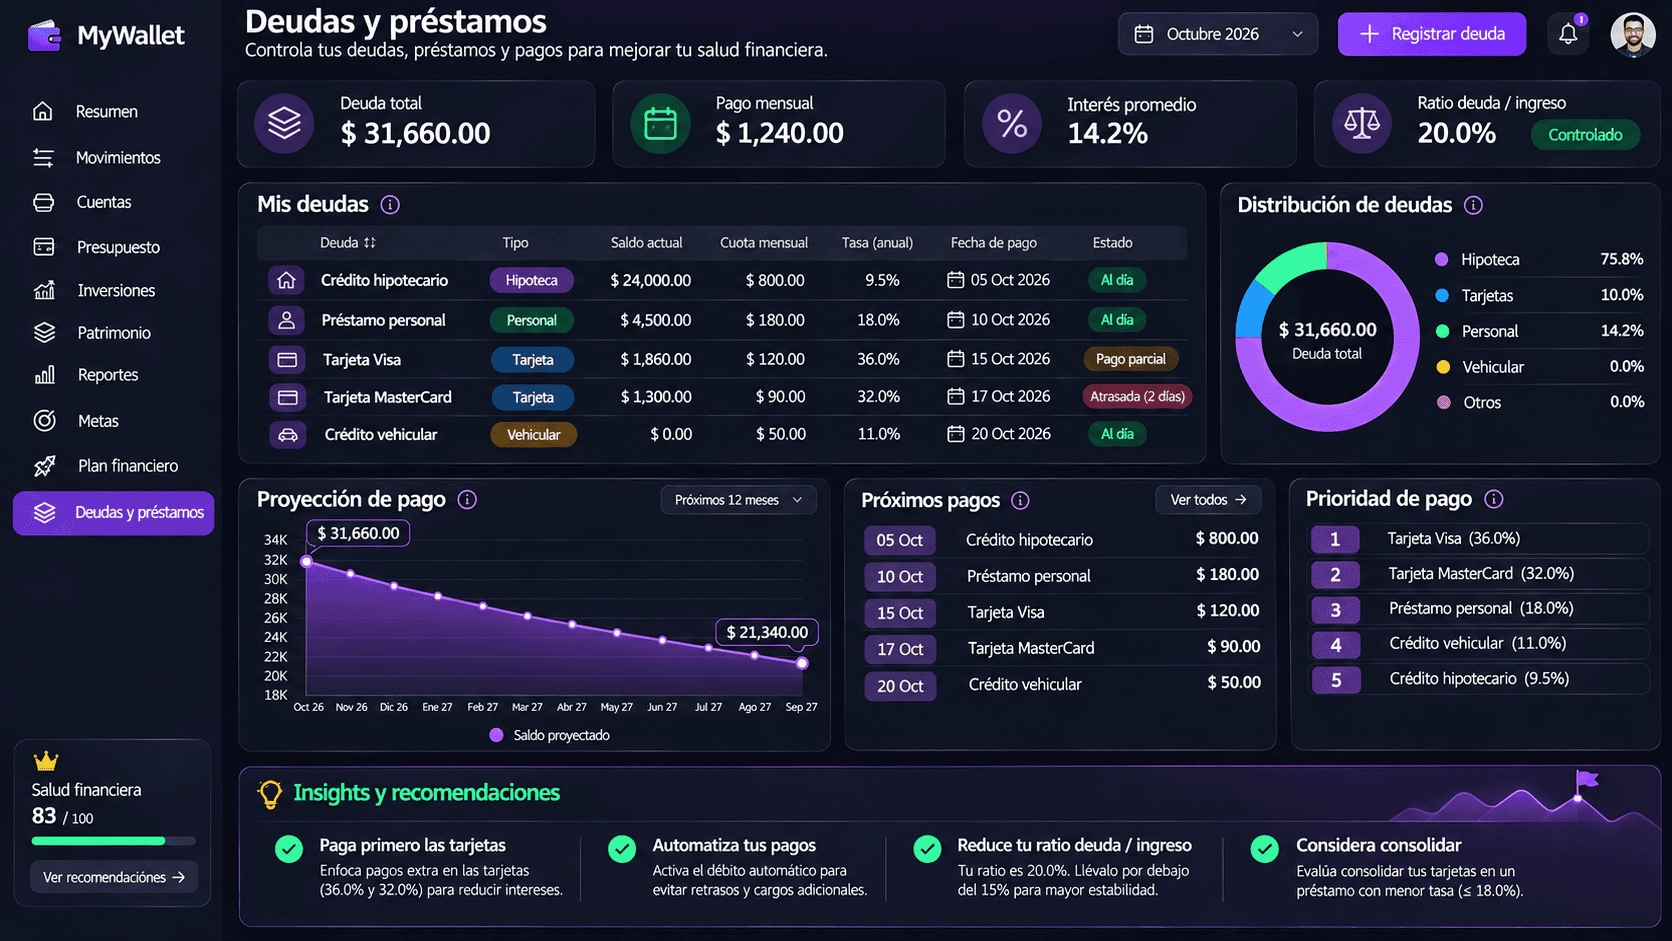 MyWallet
Resumen
Movimientos
Cuentas
Presupuesto
Inversiones
Patrimonio
Reportes
Metas
Plan financiero
Deudas y préstamos
Salud financiera
83 / 100
Ver recomendaciónes →
Deudas y préstamos
Controla tus deudas, préstamos y pagos para mejorar tu salud financiera.
Octubre 2026
+ Registrar deuda
Deuda total
$ 31,660.00
Pago mensual
$ 1,240.00
Interés promedio
14.2%
Ratio deuda / ingreso
20.0% Controlado
Mis deudas
Deuda Tipo Saldo actual Cuota mensual Tasa (anual) Fecha de pago Estado
Crédito hipotecario Hipoteca $ 24,000.00 $ 800.00 9.5% 05 Oct 2026 Al día
Préstamo personal Personal $ 4,500.00 $ 180.00 18.0% 10 Oct 2026 Al día
Tarjeta Visa Tarjeta $ 1,860.00 $ 120.00 36.0% 15 Oct 2026 Pago parcial
Tarjeta MasterCard Tarjeta $ 1,300.00 $ 90.00 32.0% 17 Oct 2026 Atrasada (2 días)
Crédito vehicular Vehicular $ 0.00 $ 50.00 11.0% 20 Oct 2026 Al día
Distribución de deudas
$ 31,660.00
Deuda total
Hipoteca 75.8%
Tarjetas 10.0%
Personal 14.2%
Vehicular 0.0%
Otros 0.0%
Proyección de pago
Próximos 12 meses
$ 31,660.00
$ 21,340.00
34K
32K
30K
28K
26K
24K
22K
20K
18K
Oct 26 Nov 26 Dic 26 Ene 27 Feb 27 Mar 27 Abr 27 May 27 Jun 27 Jul 27 Ago 27 Sep 27
Saldo proyectado
Próximos pagos
Ver todos →
05 Oct Crédito hipotecario $ 800.00
10 Oct Préstamo personal $ 180.00
15 Oct Tarjeta Visa $ 120.00
17 Oct Tarjeta MasterCard $ 90.00
20 Oct Crédito vehicular $ 50.00
Prioridad de pago
1 Tarjeta Visa (36.0%)
2 Tarjeta MasterCard (32.0%)
3 Préstamo personal (18.0%)
4 Crédito vehicular (11.0%)
5 Crédito hipotecario (9.5%)
Insights y recomendaciones
Paga primero las tarjetas
Enfoca pagos extra en las tarjetas
(36.0% y 32.0%) para reducir intereses.
Automatiza tus pagos
Activa el débito automático para
evitar retrasos y cargos adicionales.
Reduce tu ratio deuda / ingreso
Tu ratio es 20.0%. Llévalo por debajo
del 15% para mayor estabilidad.
Considera consolidar
Evalúa consolidar tus tarjetas en un
préstamo con menor tasa (≤ 18.0%).